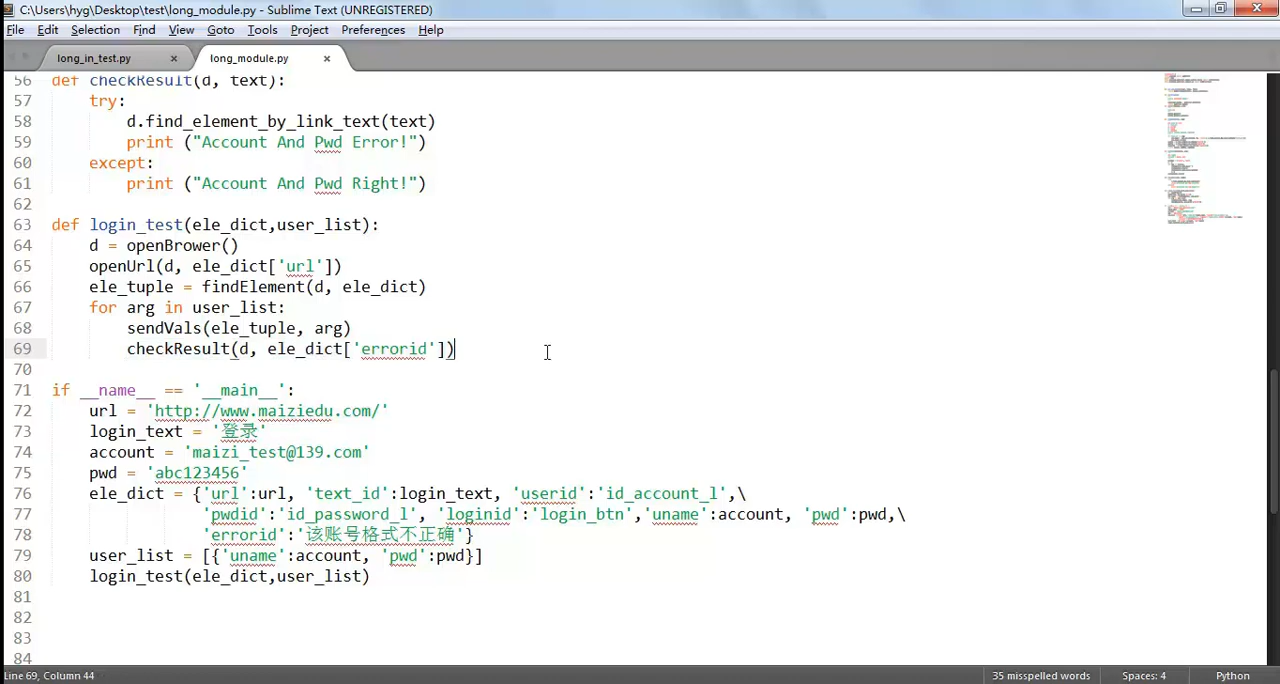 C:\Users\hyg\Desktop\test\long_module.py - Sublime Text (UNREGISTERED)
File Edit Selection Find View Goto Tools Project Preferences Help
long_in_test.py × long_module.py ×
56 def checkResult(d, text):
57 try:
58 d.find_element_by_link_text(text)
59 print ("Account And Pwd Error!")
60 except:
61 print ("Account And Pwd Right!")
62
63 def login_test(ele_dict,user_list):
64 d = openBrower()
65 openUrl(d, ele_dict['url'])
66 ele_tuple = findElement(d, ele_dict)
67 for arg in user_list:
68 sendVals(ele_tuple, arg)
69 checkResult(d, ele_dict['errorid'])
70
71 if __name__ == '__main__':
72 url = 'http://www.maiziedu.com/'
73 login_text = '登录'
74 account = 'maizi_test@139.com'
75 pwd = 'abc123456'
76 ele_dict = {'url':url, 'text_id':login_text, 'userid':'id_account_l',\
77 'pwdid':'id_password_l', 'loginid':'login_btn','uname':account, 'pwd':pwd,\
78 'errorid':'该账号格式不正确'}
79 user_list = [{'uname':account, 'pwd':pwd}]
80 login_test(ele_dict,user_list)
81
82
83
84
Line 69, Column 44 35 misspelled words Spaces: 4 Python